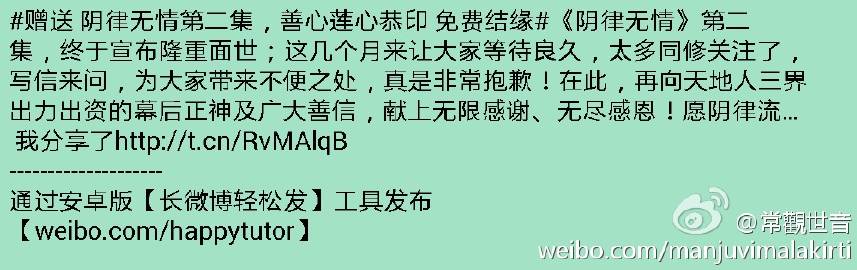 #赠送 阴律无情第二集，善心莲心恭印 免费结缘#《阴律无情》第二
集，终于宣布隆重面世；这几个月来让大家等待良久，太多同修关注了，
写信来问，为大家带来不便之处，真是非常抱歉！在此，再向天地人三界
出力出资的幕后正神及广大善信，献上无限感谢、无尽感恩！愿阴律流...
我分享了http://t.cn/RvMAlqB
--------------------
通过安卓版【长微博轻松发】工具发布
【weibo.com/happytutor】
@常觀世音
weibo.com/manjuvimalakirti